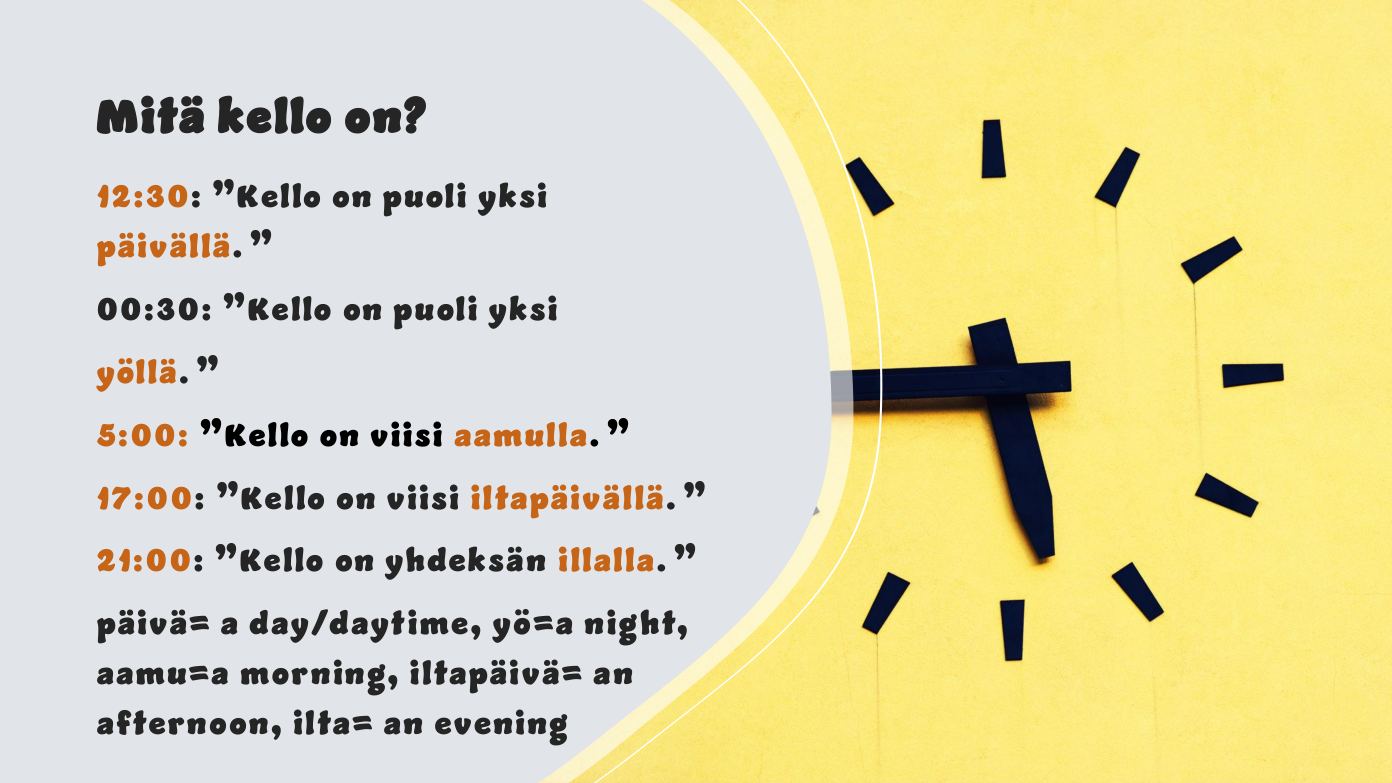 Mitä kello on?
12:30: ”Kello on puoli yksi
päivällä.”
00:30: ”Kello on puoli yksi
yöllä.”
5:00: ”Kello on viisi aamulla.”
17:00: ”Kello on viisi iltapäivällä.”
21:00: ”Kello on yhdeksän illalla.”
päivä= a day/daytime, yö=a night,
aamu=a morning, iltapäivä= an
afternoon, ilta= an evening